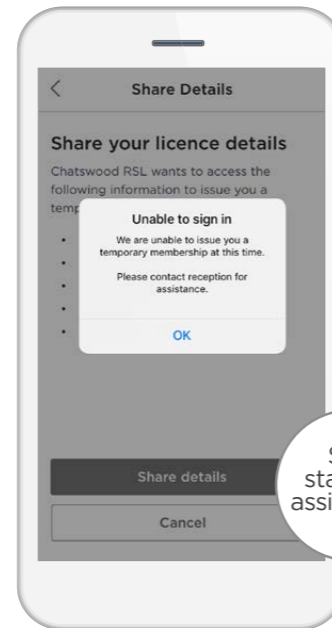 Share Details
Share your licence details
Chatswood RSL wants to access the
following information to issue you a
Unable to sign in
We are unable to issue you a
temporary membership at this time.
Please contact reception for
assistance.
OK
Share details
Cancel